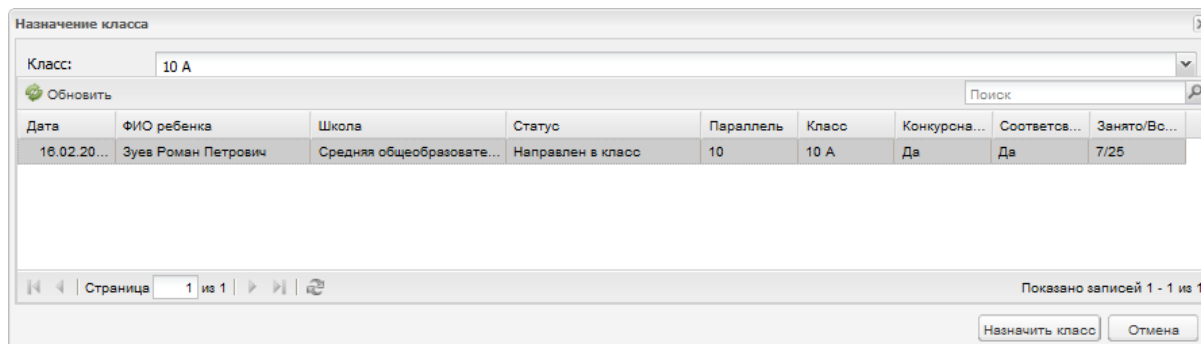 Назначение класса
Класс: 10 А
Обновить Поиск
Дата ФИО ребенка Школа Статус Параллель Класс Конкурсна... Соответсв... Занято/Вс...
16.02.20... Зуев Роман Петрович Средняя общеобразовате... Направлен в класс 10 10 А Да Да 7/25
Страница 1 из 1 Показано записей 1 - 1 из 1
Назначить класс Отмена